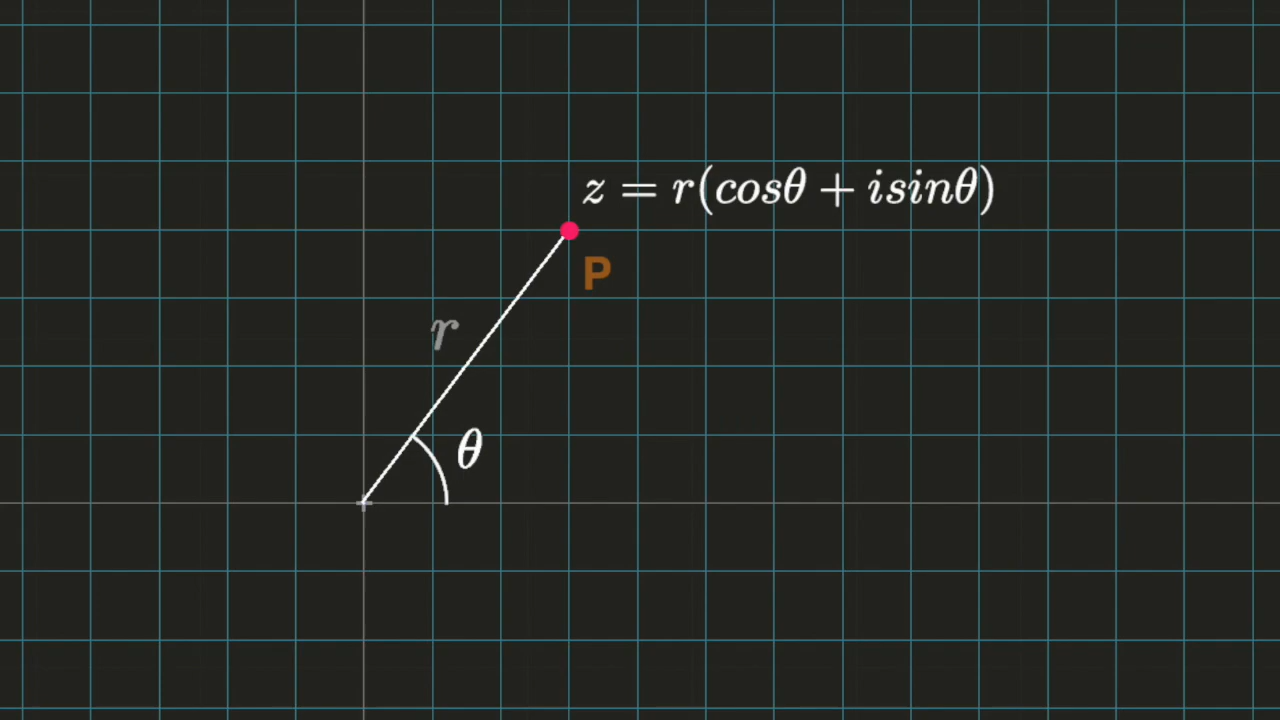 z = r(cosθ + isinθ)
P
r
θ